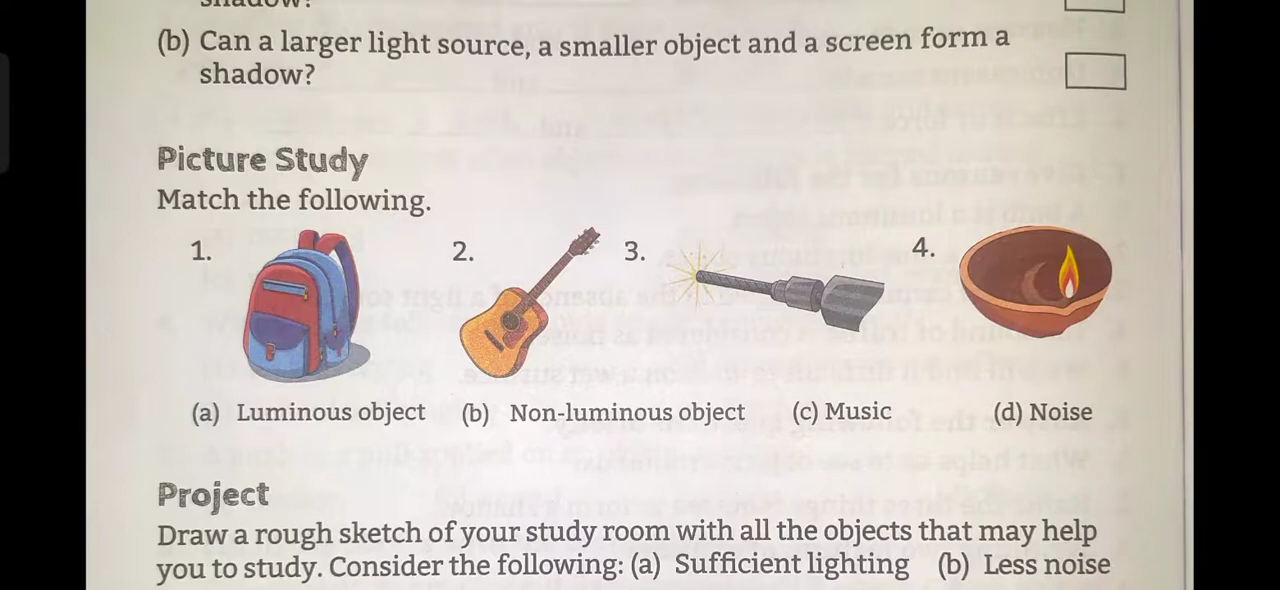 (b) Can a larger light source, a smaller object and a screen form a
shadow?
Picture Study
Match the following.
1.
2.
3.
4.
(a) Luminous object (b) Non-luminous object (c) Music (d) Noise
Project
Draw a rough sketch of your study room with all the objects that may help
you to study. Consider the following: (a) Sufficient lighting (b) Less noise